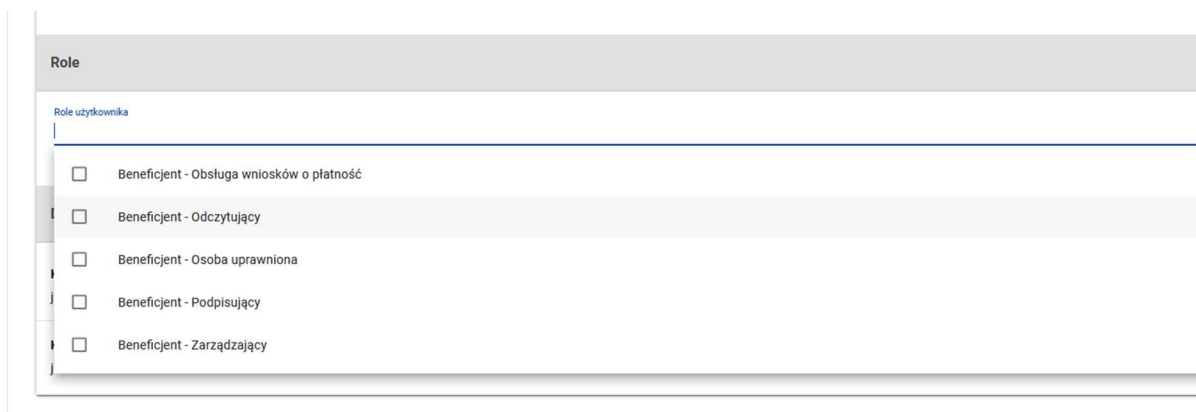 Role
Role użytkownika
Beneficjent - Obsługa wniosków o płatność
Beneficjent - Odczytujący
Beneficjent - Osoba uprawniona
Beneficjent - Podpisujący
Beneficjent - Zarządzający